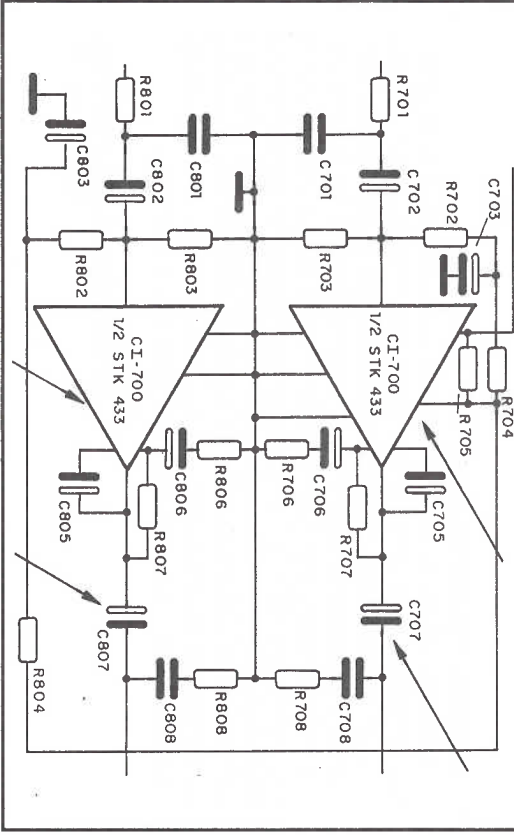 R801
R701
C803
C802
C801
C701
C702
R702
C703
R802
R803
R703
CI-700
1/2 STK 433
CI-700
1/2 STK 433
R704
R705
C805
R807
C806
R806
R706
C706
R707
C705
C807
C707
R804
C808
R808
R708
C708